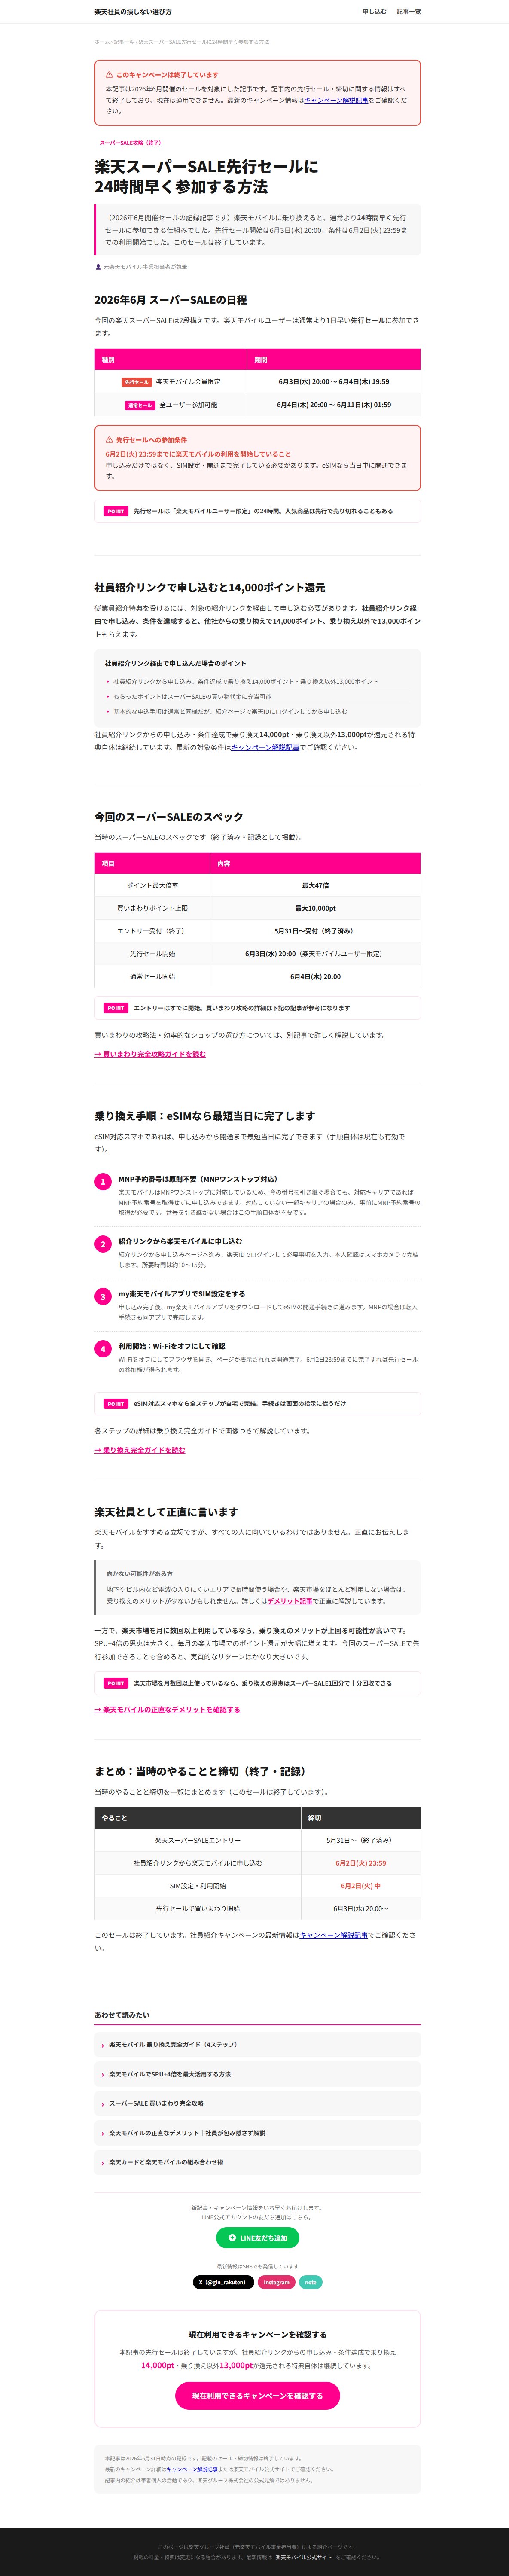 楽天社員の損しない選び方
申し込む 記事一覧
ホーム › 記事一覧 › 楽天スーパーSALE先行セールに24時間早く参加する方法
このキャンペーンは終了しています
本記事は2026年6月開催セールの対象にした記事です。記事内の先行セール・締切に関する情報はすべ
て終了しており、現在は適用できません。最新のキャンペーン情報はキャンペーン解説記事をご確認くだ
さい。
スーパーSALE攻略（終了）
楽天スーパーSALE先行セールに
24時間早く参加する方法
（2026年6月開催セールの記録記事です）楽天モバイルに乗り換えると、通常より24時間早く先行
セールに参加できる仕組みでした。先行セール開始は6月3日(水) 20:00、条件は6月2日(火) 23:59ま
での利用開始でした。このセールは終了しています。
元楽天モバイル事業担当者が執筆
2026年6月 スーパーSALEの日程
今回の楽天スーパーSALEは2段構えです。楽天モバイルユーザーは通常より1日早い先行セールに参加でき
ます。
種別 期間
先行セール 楽天モバイル会員限定 6月3日(水) 20:00 〜 6月4日(木) 19:59
通常セール 全ユーザー参加可能 6月4日(木) 20:00 〜 6月11日(木) 01:59
先行セールへの参加条件
6月2日(火) 23:59までに楽天モバイルの利用を開始していること
申し込みだけではなく、SIM設定・開通まで完了している必要があります。eSIMなら当日中に開通できま
す。
POINT 先行セールは「楽天モバイルユーザー限定」の24時間。人気商品は先行で売り切れることもある
社員紹介リンクで申し込むと14,000ポイント還元
従業員紹介特典を受けるには、対象の紹介リンクを経由して申し込む必要があります。社員紹介リンク経
由で申し込み、条件を達成すると、他社からの乗り換えで14,000ポイント、乗り換え以外で13,000ポイン
トもらえます。
社員紹介リンク経由で申し込んだ場合のポイント
• 社員紹介リンクから申し込み、条件達成で乗り換え14,000ポイント・乗り換え以外13,000ポイント
• もらったポイントはスーパーSALEの買い物代金に充当可能
• 基本的な申込手順は通常と同様だが、紹介ページで楽天IDにログインしてから申し込む
社員紹介リンクからの申し込み・条件達成で乗り換え14,000pt・乗り換え以外13,000ptが還元される特
典自体は継続しています。最新の対象条件はキャンペーン解説記事でご確認ください。
今回のスーパーSALEのスペック
当時のスーパーSALEのスペックです（終了済み・記録として掲載）。
項目 内容
ポイント最大倍率 最大47倍
買いまわりポイント上限 最大10,000pt
エントリー受付（終了） 5月31日〜受付（終了済み）
先行セール開始 6月3日(水) 20:00（楽天モバイルユーザー限定）
通常セール開始 6月4日(木) 20:00
POINT エントリーはすでに開始。買いまわり攻略の詳細は下記の記事が参考になります
買いまわりの攻略法・効率的なショップの選び方については、別記事で詳しく解説しています。
→ 買いまわり完全攻略ガイドを読む
乗り換え手順：eSIMなら最短当日に完了します
eSIM対応スマホであれば、申し込みから開通まで最短当日に完了できます（手順自体は現在も有効で
す）。
1 MNP予約番号は原則不要（MNPワンストップ対応）
楽天モバイルはMNPワンストップに対応しているため、今の番号を引き継ぐ場合でも、対応キャリアであれば
MNP予約番号を取得せずに申し込みできます。対応していない一部キャリアの場合のみ、事前にMNP予約番号の
取得が必要です。番号を引き継がない場合はこの手順自体が不要です。
2 紹介リンクから楽天モバイルに申し込む
紹介リンクから申し込みページへ進み、楽天IDでログインして必要事項を入力。本人確認はスマホカメラで完結
します。所要時間は約10〜15分。
3 my楽天モバイルアプリでSIM設定をする
申し込み完了後、my楽天モバイルアプリをダウンロードしてeSIMの開通手続きに進みます。MNPの場合は転入
手続きも同アプリで完結します。
4 利用開始：Wi-Fiをオフにして確認
Wi-Fiをオフにしてブラウザを開き、ページが表示されれば開通完了。6月2日23:59までに完了すれば先行セール
の参加権が得られます。
POINT eSIM対応スマホなら全ステップが自宅で完結。手続きは画面の指示に従うだけ
各ステップの詳細は乗り換え完全ガイドで画像つきで解説しています。
→ 乗り換え完全ガイドを読む
楽天社員として正直に言います
楽天モバイルをすすめる立場ですが、すべての人に向いているわけではありません。正直にお伝えしま
す。
向かない可能性がある方
地下やビル内など電波の入りにくいエリアで長時間使う場合や、楽天市場をほとんど利用しない場合は、
乗り換えのメリットが少ないかもしれません。詳しくはデメリット記事で正直に解説しています。
一方で、楽天市場を月に数回以上利用しているなら、乗り換えのメリットが上回る可能性が高いです。
SPU+4倍の恩恵は大きく、毎月の楽天市場でのポイント還元が大幅に増えます。今回のスーパーSALEで先
行参加できることも含めると、実質的なリターンはかなり大きいです。
POINT 楽天市場を月数回以上使っているなら、乗り換えの恩恵はスーパーSALE1回分で十分回収できる
→ 楽天モバイルの正直なデメリットを確認する
まとめ：当時のやることと締切（終了・記録）
当時のやることと締切を一覧にまとめます（このセールは終了しています）。
やること 締切
楽天スーパーSALEエントリー 5月31日〜（終了済み）
社員紹介リンクから楽天モバイルに申し込む 6月2日(火) 23:59
SIM設定・利用開始 6月2日(火) 中
先行セールで買いまわり開始 6月3日(水) 20:00〜
このセールは終了しています。社員紹介キャンペーンの最新情報はキャンペーン解説記事でご確認くださ
い。
あわせて読みたい
› 楽天モバイル 乗り換え完全ガイド（4ステップ）
› 楽天モバイルでSPU+4倍を最大活用する方法
› スーパーSALE 買いまわり完全攻略
› 楽天モバイルの正直なデメリット｜社員が包み隠さず解説
› 楽天カードと楽天モバイルの組み合わせ術
新記事・キャンペーン情報をいち早くお届けします。
LINE公式アカウントの友だち追加はこちら。
LINE友だち追加
最新情報はSNSでも発信しています
X（@gin_rakuten） Instagram note
現在利用できるキャンペーンを確認する
本記事の先行セールは終了していますが、社員紹介リンクからの申し込み・条件達成で乗り換え
14,000pt・乗り換え以外13,000ptが還元される特典自体は継続しています。
現在利用できるキャンペーンを確認する
本記事は2026年5月31日時点の記録です。記載のセール・締切情報は終了しています。
最新のキャンペーン詳細はキャンペーン解説記事または楽天モバイル公式サイトでご確認ください。
記事内の紹介は筆者個人の活動であり、楽天グループ株式会社の公式見解ではありません。
このページは楽天グループ社員（元楽天モバイル事業担当者）による紹介ページです。
掲載の料金・特典は変更になる場合があります。最新情報は 楽天モバイル公式サイト をご確認ください。